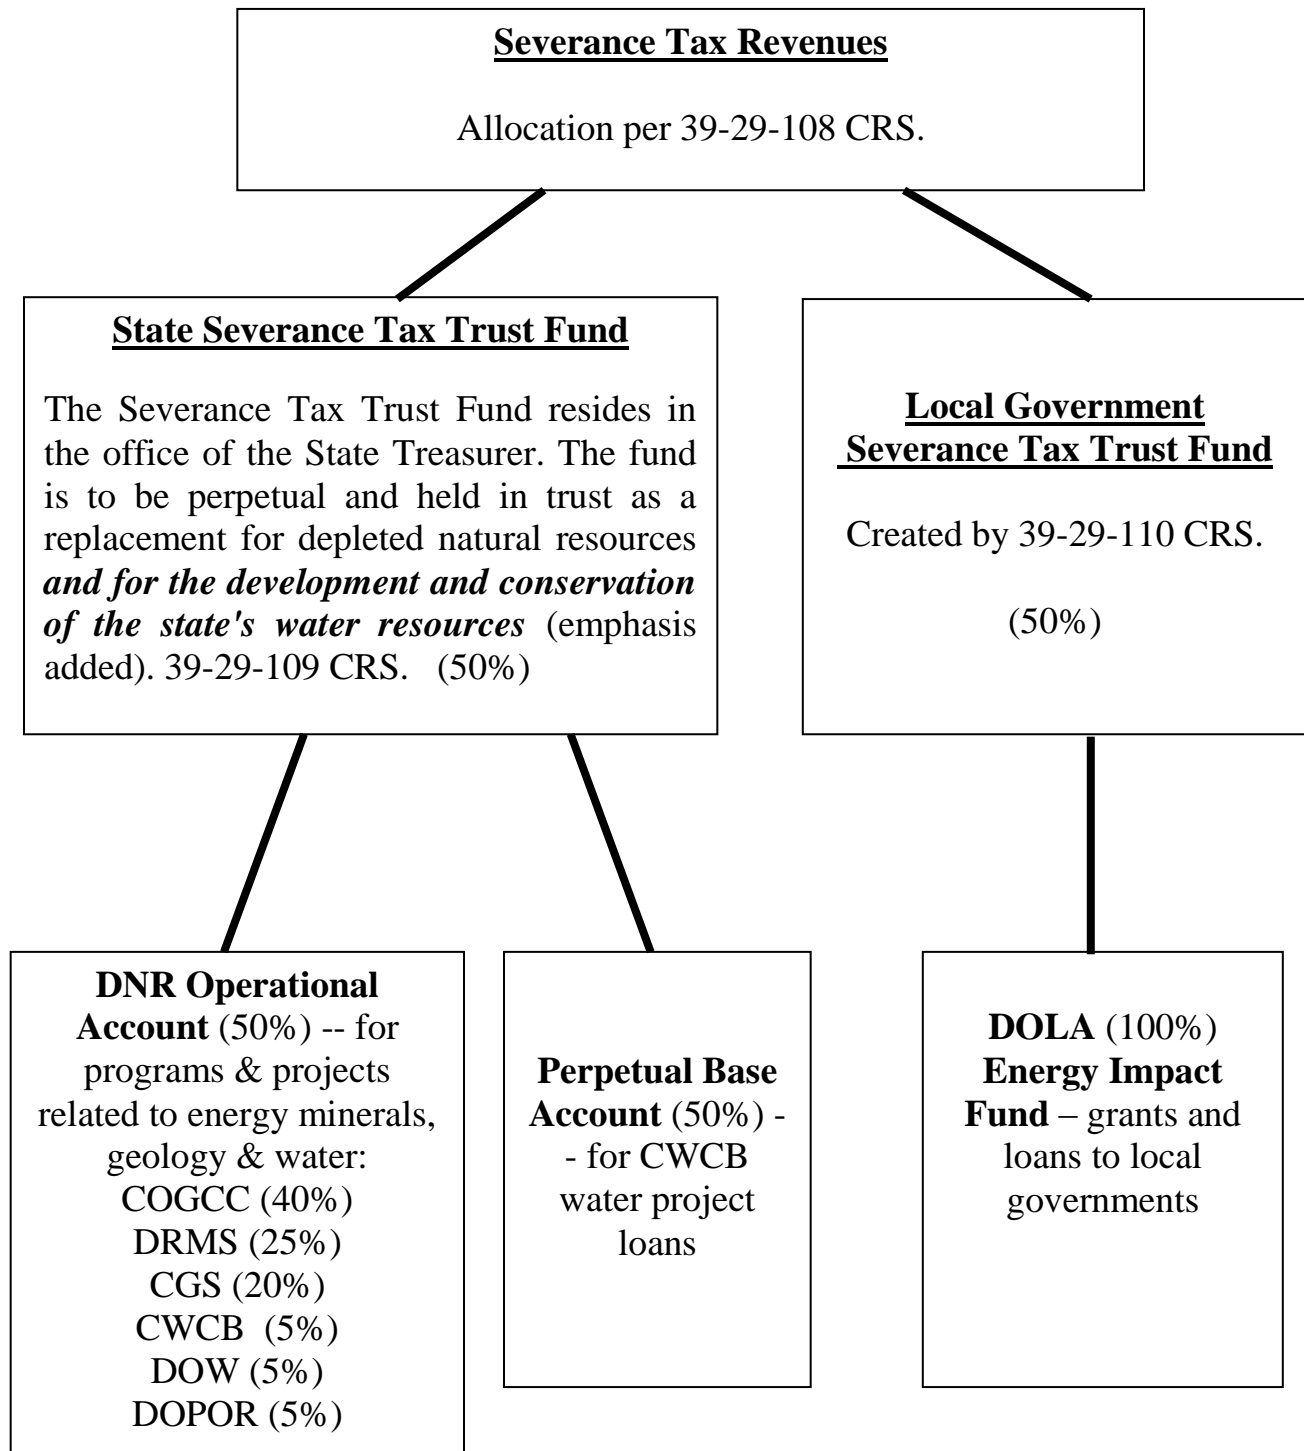 Severance Tax Revenues
Allocation per 39-29-108 CRS.
State Severance Tax Trust Fund
The Severance Tax Trust Fund resides in
the office of the State Treasurer. The fund
is to be perpetual and held in trust as a
replacement for depleted natural resources
and for the development and conservation
of the state's water resources (emphasis
added). 39-29-109 CRS. (50%)
Local Government
Severance Tax Trust Fund
Created by 39-29-110 CRS.
(50%)
DNR Operational
Account (50%) -- for
programs & projects
related to energy minerals,
geology & water:
COGCC (40%)
DRMS (25%)
CGS (20%)
CWCB (5%)
DOW (5%)
DOPOR (5%)
Perpetual Base
Account (50%) -
- for CWCB
water project
loans
DOLA (100%)
Energy Impact
Fund – grants and
loans to local
governments